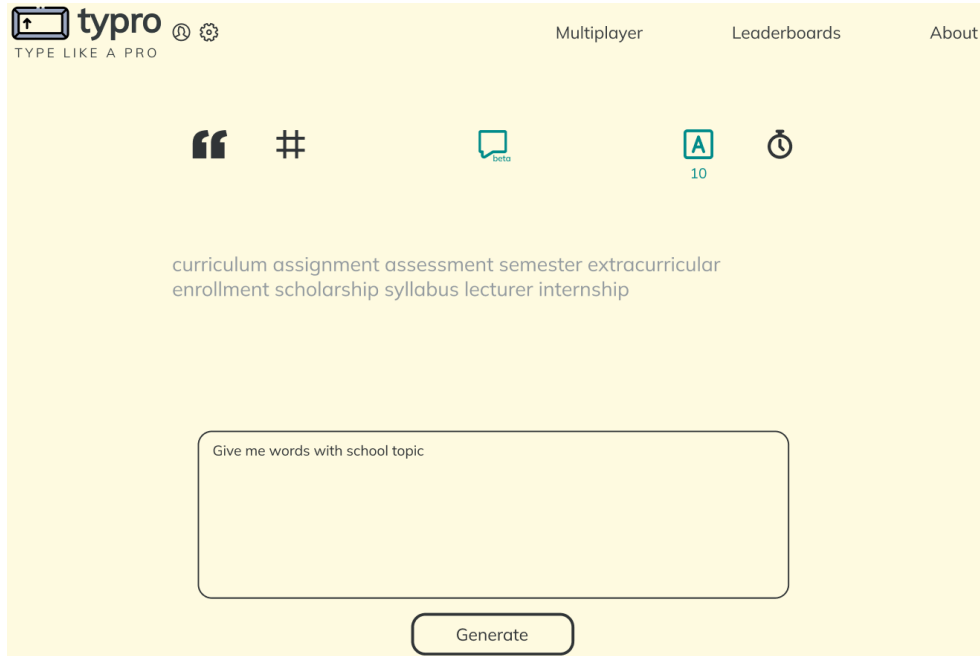 typro
TYPE LIKE A PRO
Multiplayer
Leaderboards
About
beta
A
10
curriculum assignment assessment semester extracurricular
enrollment scholarship syllabus lecturer internship
Give me words with school topic
Generate